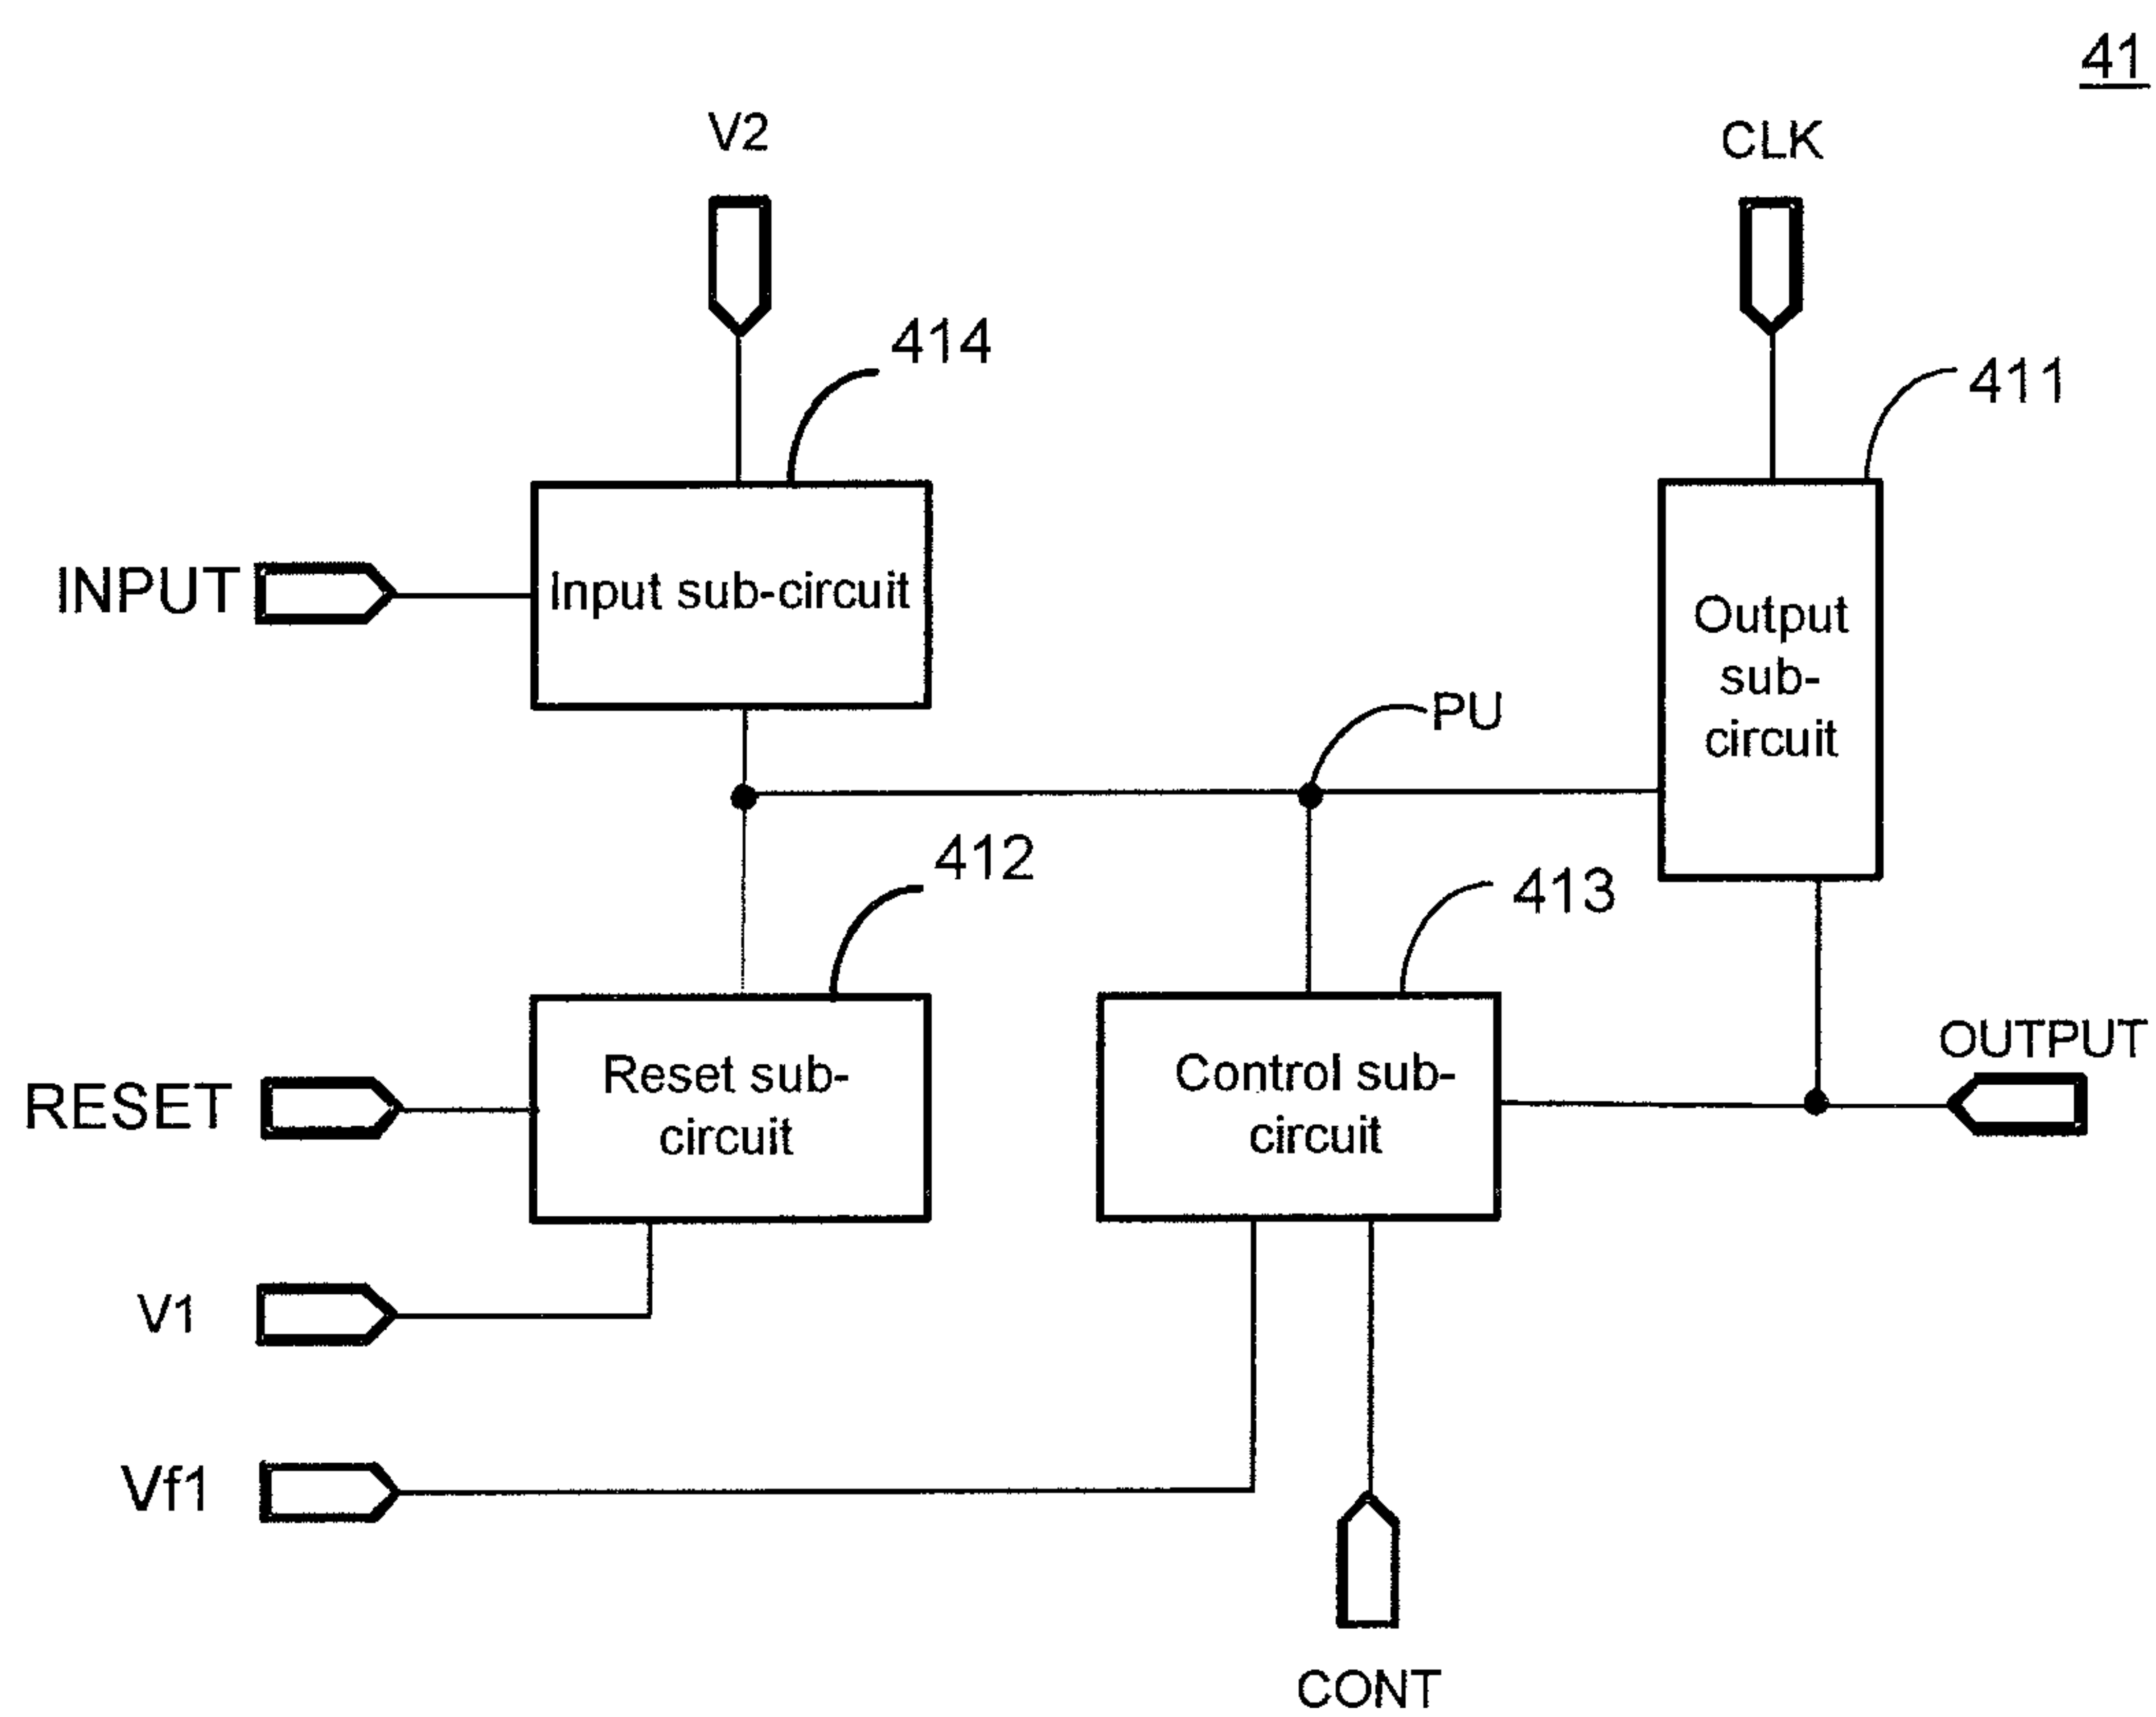 41
V2
CLK
414
411
INPUT
Input sub-circuit
Output
sub-
circuit
PU
412
413
RESET
Reset sub-
circuit
Control sub-
circuit
OUTPUT
V1
Vf1
CONT